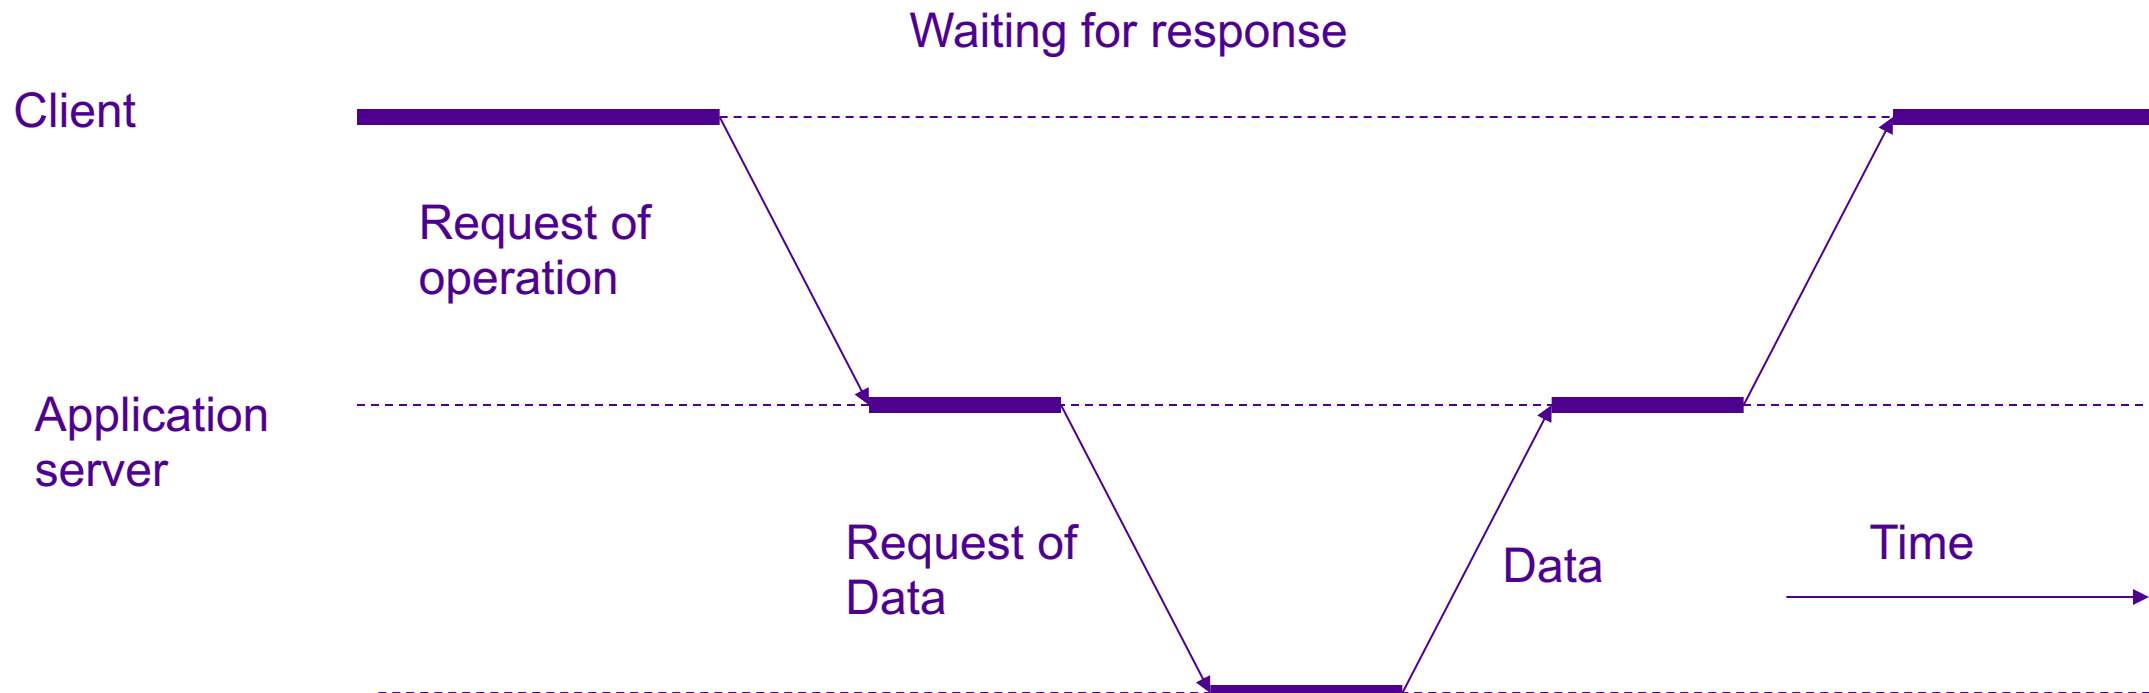 Waiting for response
Client
Request of
operation
Application
server
Request of
Data
Data
Time